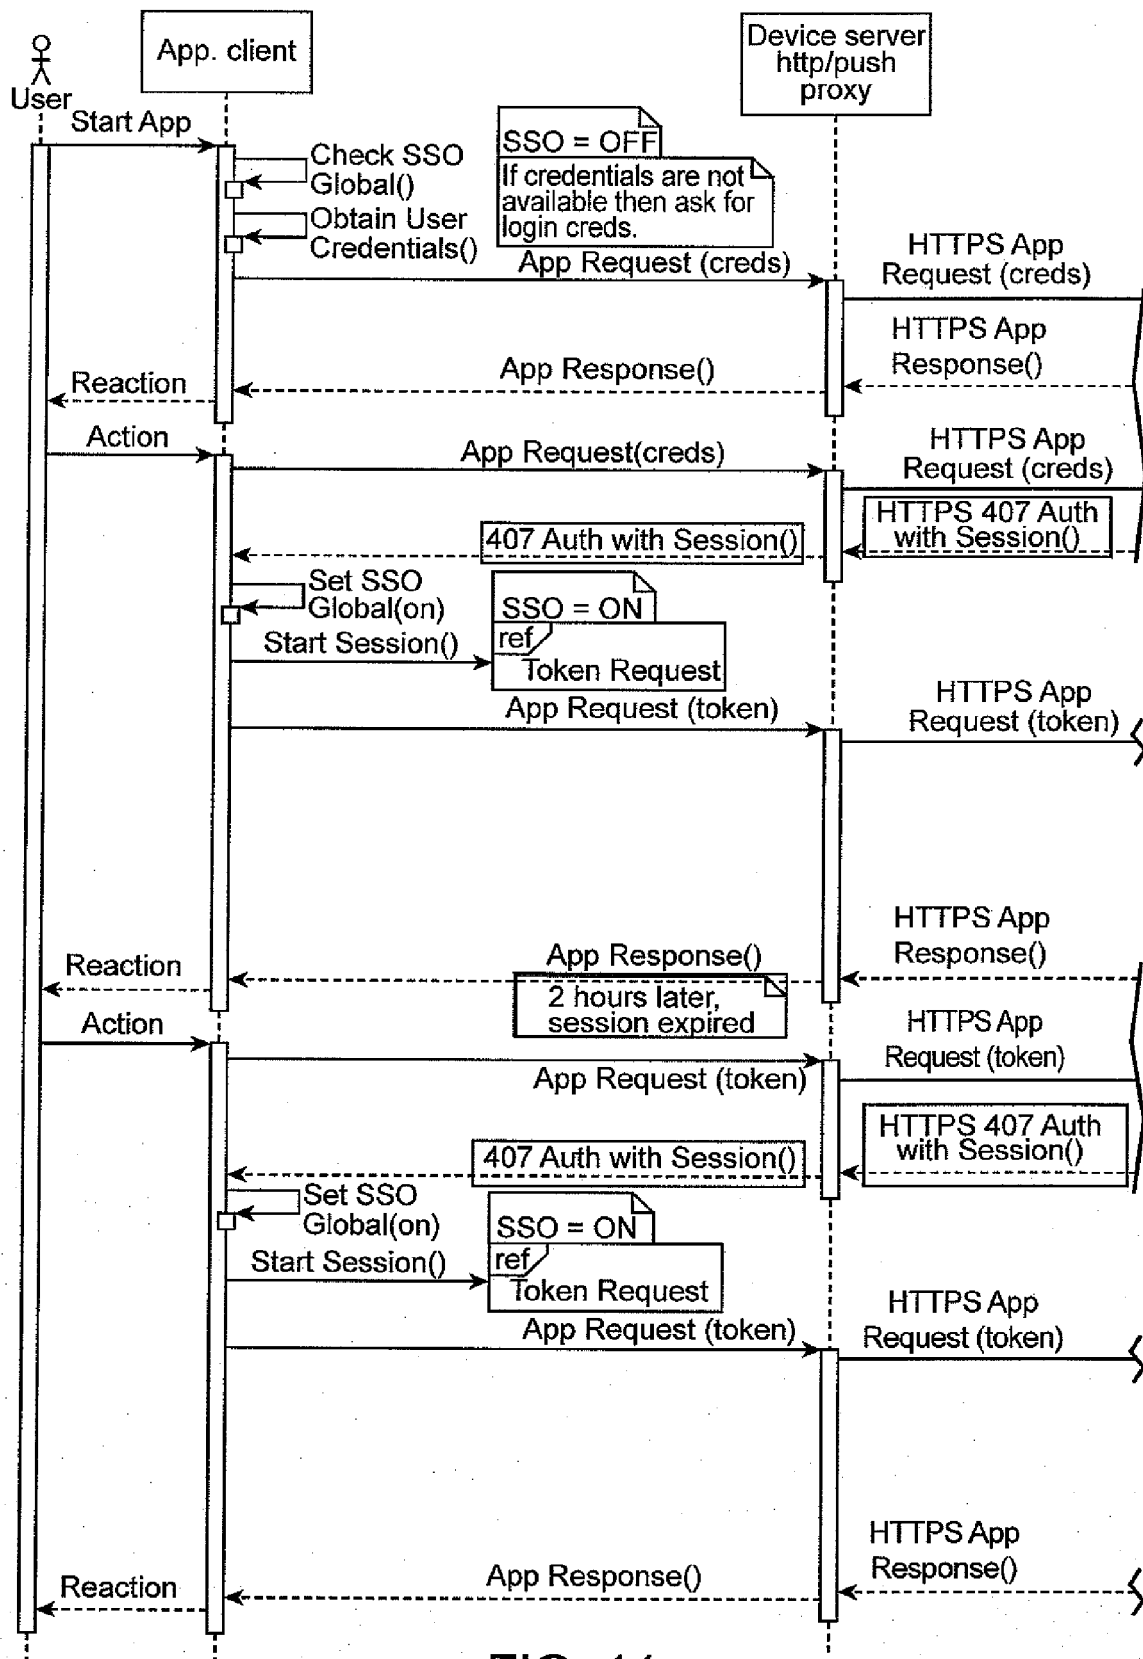 App. client
Device server
http/push
proxy
User
Start App
Check SSO
Global()
SSO = OFF
If credentials are not
available then ask for
login creds.
Obtain User
Credentials()
App Request (creds)
HTTPS App
Request (creds)
HTTPS App
Response()
App Response()
Reaction
Action
App Request(creds)
HTTPS App
Request (creds)
HTTPS 407 Auth
with Session()
407 Auth with Session()
Set SSO
Global(on)
SSO = ON
ref
Start Session()
Token Request
App Request (token)
HTTPS App
Request (token)
HTTPS App
Response()
App Response()
Reaction
2 hours later,
session expired
Action
HTTPS App
Request (token)
App Request (token)
HTTPS 407 Auth
with Session()
407 Auth with Session()
Set SSO
Global(on)
SSO = ON
ref
Start Session()
Token Request
App Request (token)
HTTPS App
Request (token)
HTTPS App
Response()
App Response()
Reaction